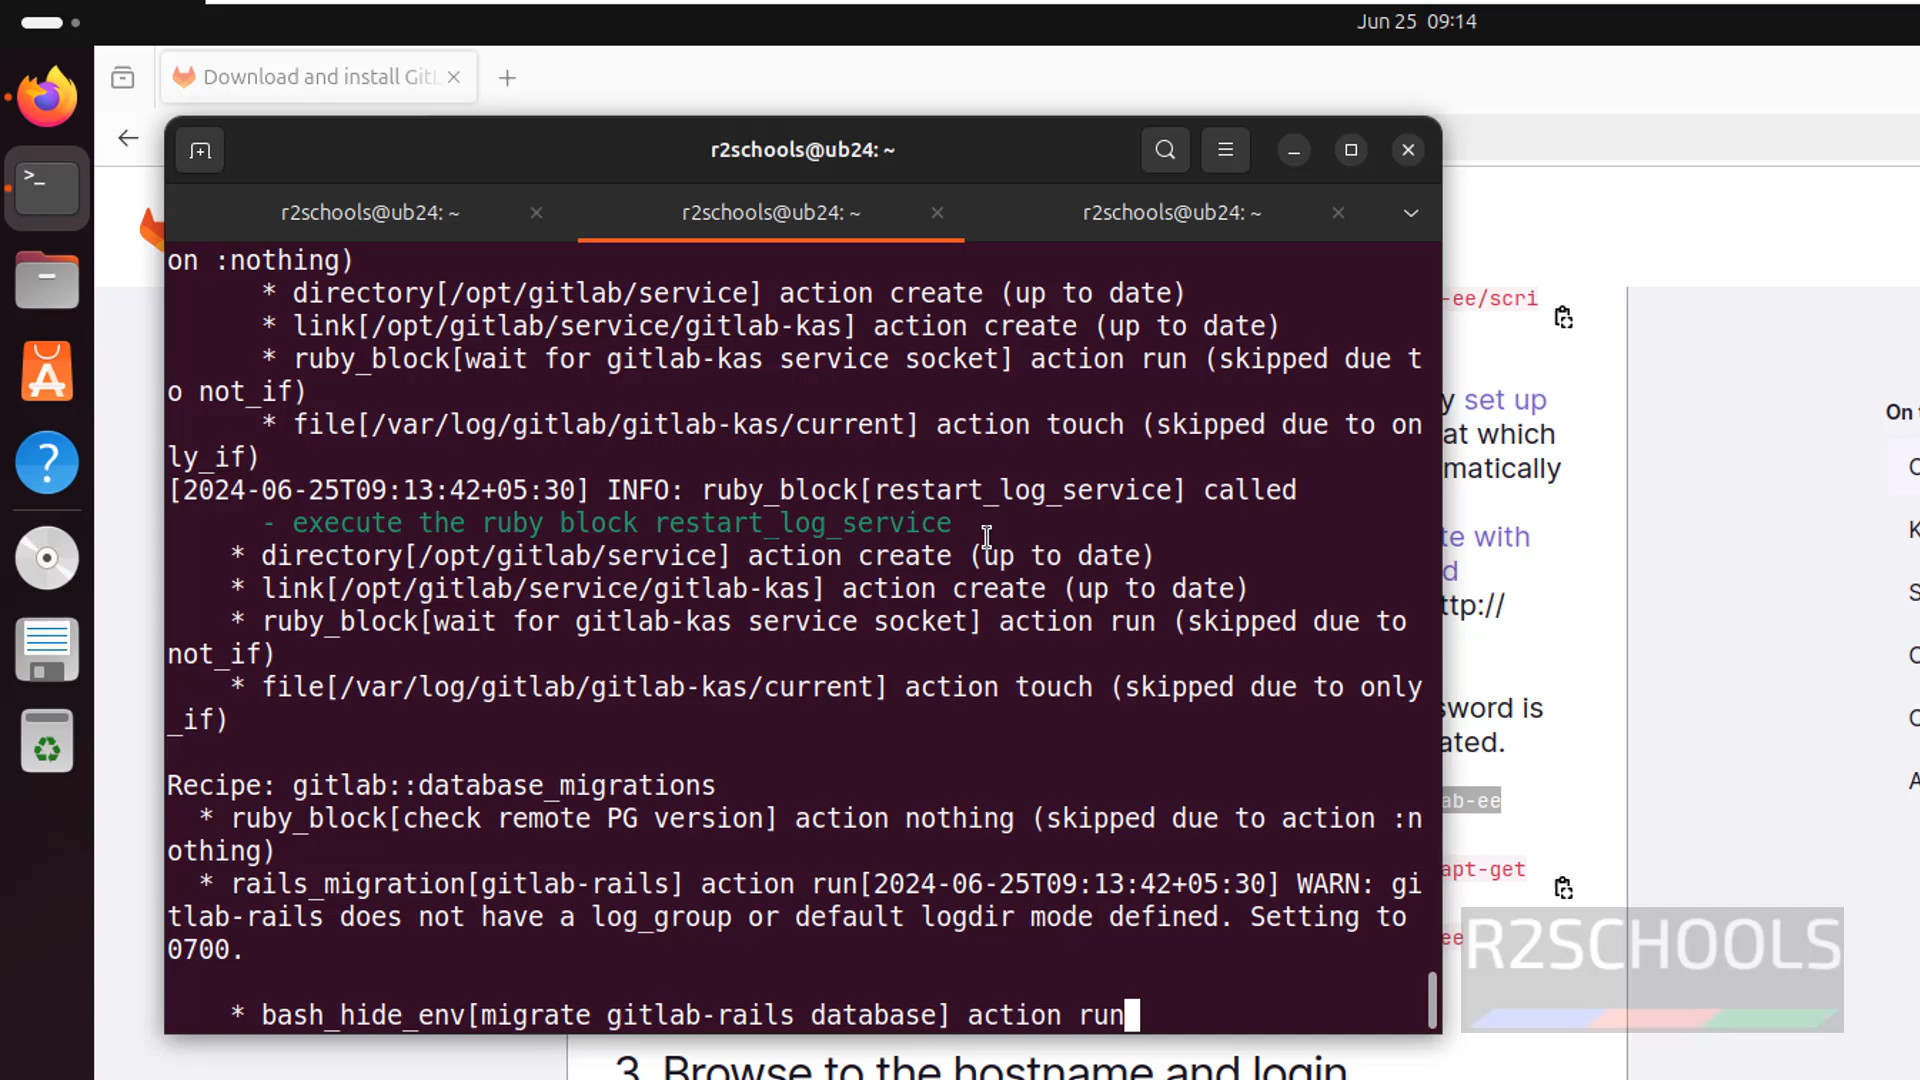 Jun 25 09:14
Download and install GitL
r2schools@ub24: ~
r2schools@ub24: ~
r2schools@ub24: ~
r2schools@ub24: ~
on :nothing)
* directory[/opt/gitlab/service] action create (up to date)
* link[/opt/gitlab/service/gitlab-kas] action create (up to date)
* ruby_block[wait for gitlab-kas service socket] action run (skipped due t
o not_if)
* file[/var/log/gitlab/gitlab-kas/current] action touch (skipped due to on
ly_if)
[2024-06-25T09:13:42+05:30] INFO: ruby_block[restart_log_service] called
- execute the ruby block restart_log_service
* directory[/opt/gitlab/service] action create (up to date)
* link[/opt/gitlab/service/gitlab-kas] action create (up to date)
* ruby_block[wait for gitlab-kas service socket] action run (skipped due to
not_if)
* file[/var/log/gitlab/gitlab-kas/current] action touch (skipped due to only
_if)
Recipe: gitlab::database_migrations
* ruby_block[check remote PG version] action nothing (skipped due to action :n
othing)
* rails_migration[gitlab-rails] action run[2024-06-25T09:13:42+05:30] WARN: gi
tlab-rails does not have a log_group or default logdir mode defined. Setting to
0700.
* bash_hide_env[migrate gitlab-rails database] action run
-ee/scri
y set up
at which
matically
te with
d
ttp://
sword is
ated.
ab-ee
apt-get
ee
On
R2SCHOOLS
3. Browse to the hostname and login